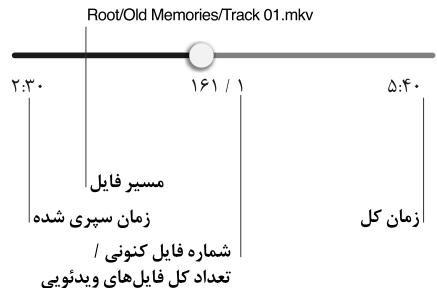 Root/Old Memories/Track 01.mkv
۲:۳۰
۱۶۱ / ۱
۵:۴۰
مسیر فایل
زمان سپری شده
زمان کل
شماره فایل کنونی /
تعداد کل فایل‌های ویدئویی